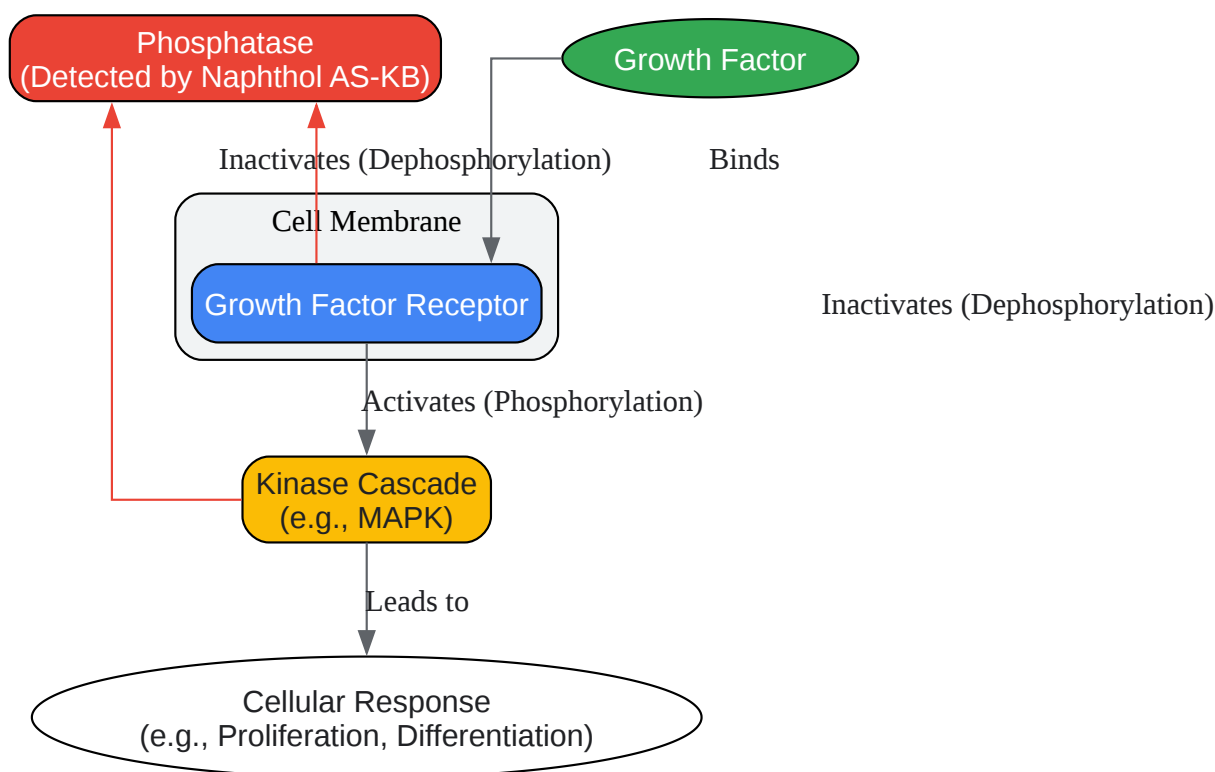 Phosphatase
(Detected by Naphthol AS-KB)
Growth Factor
Inactivates (Dephosphorylation)
Binds
Cell Membrane
Growth Factor Receptor
Inactivates (Dephosphorylation)
Activates (Phosphorylation)
Kinase Cascade
(e.g., MAPK)
Leads to
Cellular Response
(e.g., Proliferation, Differentiation)